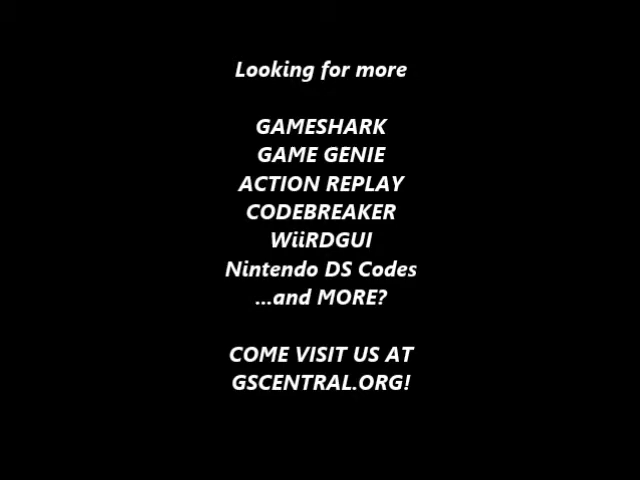 Looking for more
GAMESHARK
GAME GENIE
ACTION REPLAY
CODEBREAKER
WiiRDGUI
Nintendo DS Codes
...and MORE?
COME VISIT US AT
GSCENTRAL.ORG!